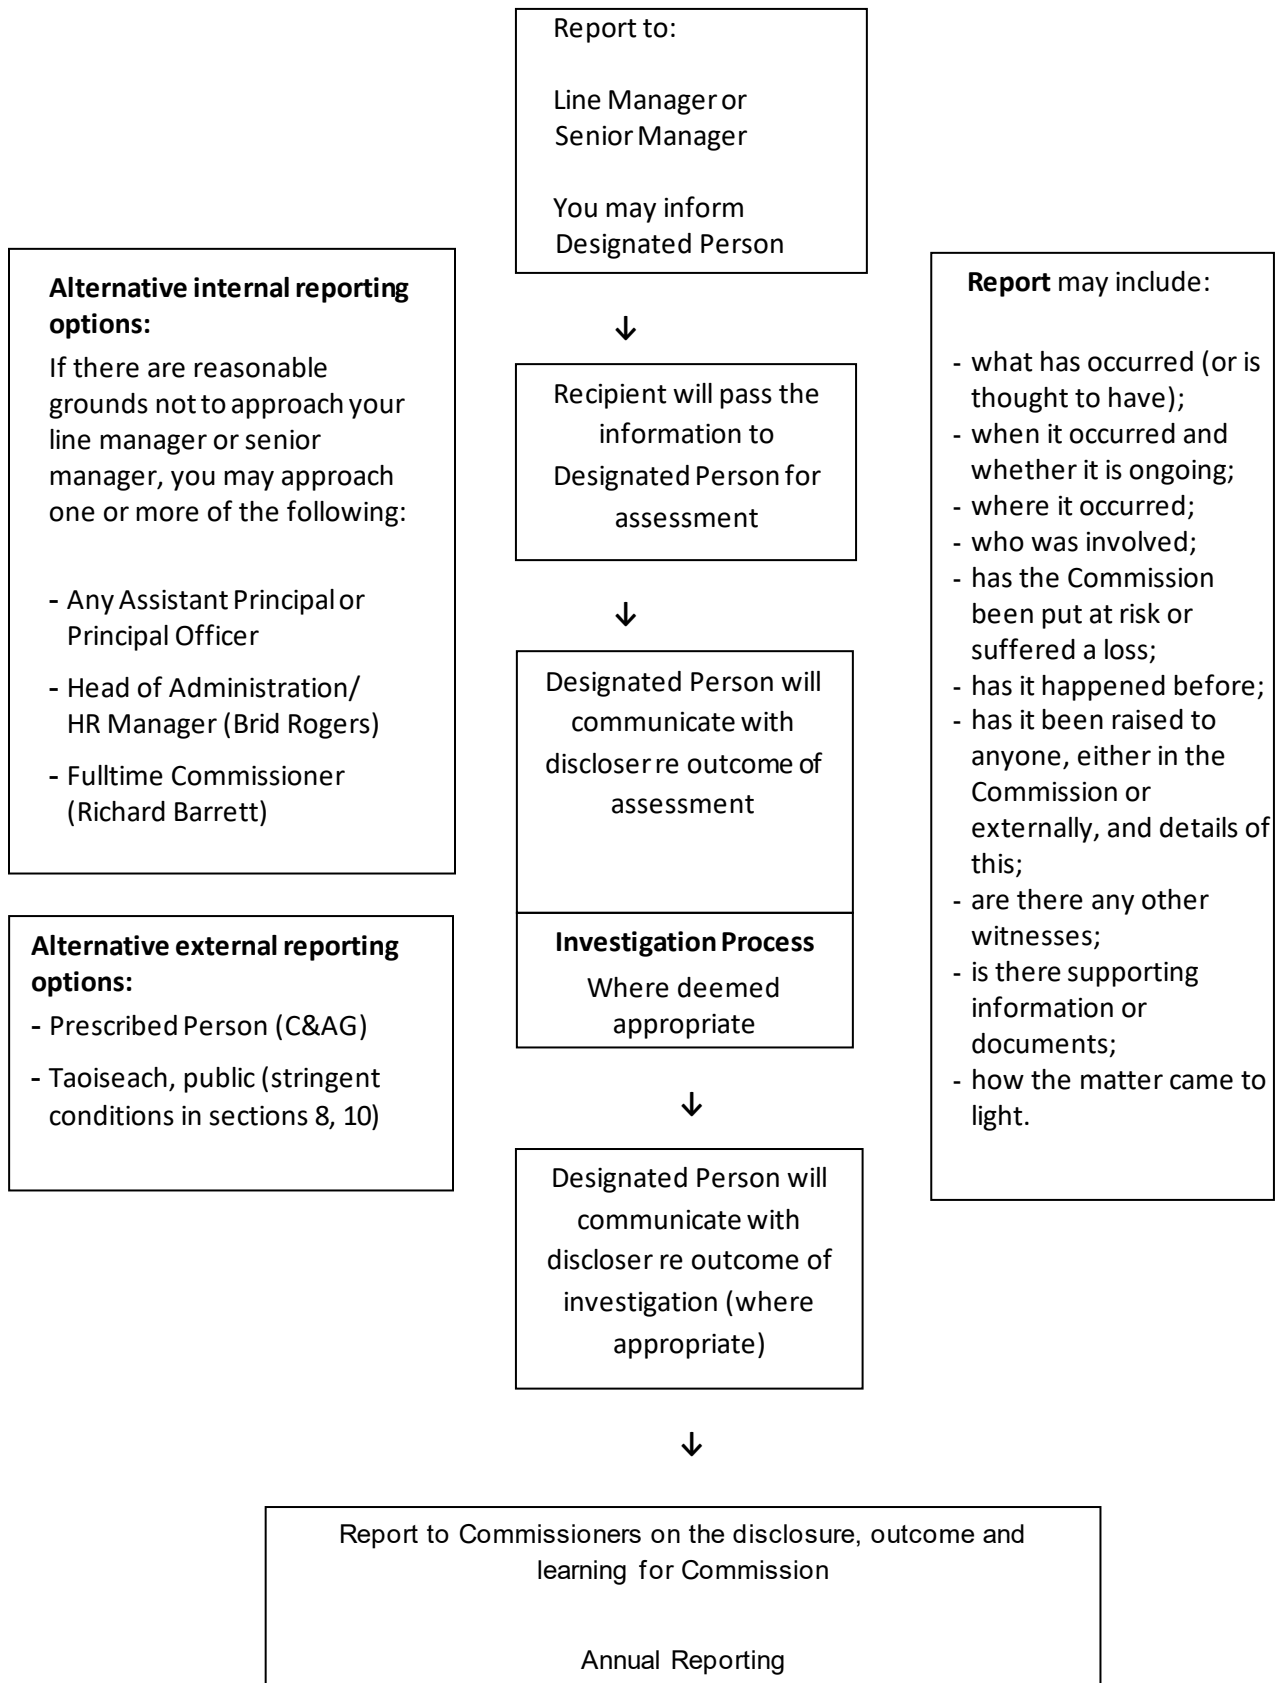 Report to:
Line Manager or
Senior Manager
You may inform
Designated Person
Alternative internal reporting
options:
If there are reasonable
grounds not to approach your
line manager or senior
manager, you may approach
one or more of the following:
- Any Assistant Principal or
Principal Officer
- Head of Administration/
HR Manager (Brid Rogers)
- Fulltime Commissioner
(Richard Barrett)
Alternative external reporting
options:
- Prescribed Person (C&AG)
- Taoiseach, public (stringent
conditions in sections 8, 10)
↓
Recipient will pass the
information to
Designated Person for
assessment
↓
Designated Person will
communicate with
discloser re outcome of
assessment
Investigation Process
Where deemed
appropriate
↓
Designated Person will
communicate with
discloser re outcome of
investigation (where
appropriate)
↓
Report may include:
- what has occurred (or is
thought to have);
- when it occurred and
whether it is ongoing;
- where it occurred;
- who was involved;
- has the Commission
been put at risk or
suffered a loss;
- has it happened before;
- has it been raised to
anyone, either in the
Commission or
externally, and details of
this;
- are there any other
witnesses;
- is there supporting
information or
documents;
- how the matter came to
light.
Report to Commissioners on the disclosure, outcome and
learning for Commission
Annual Reporting